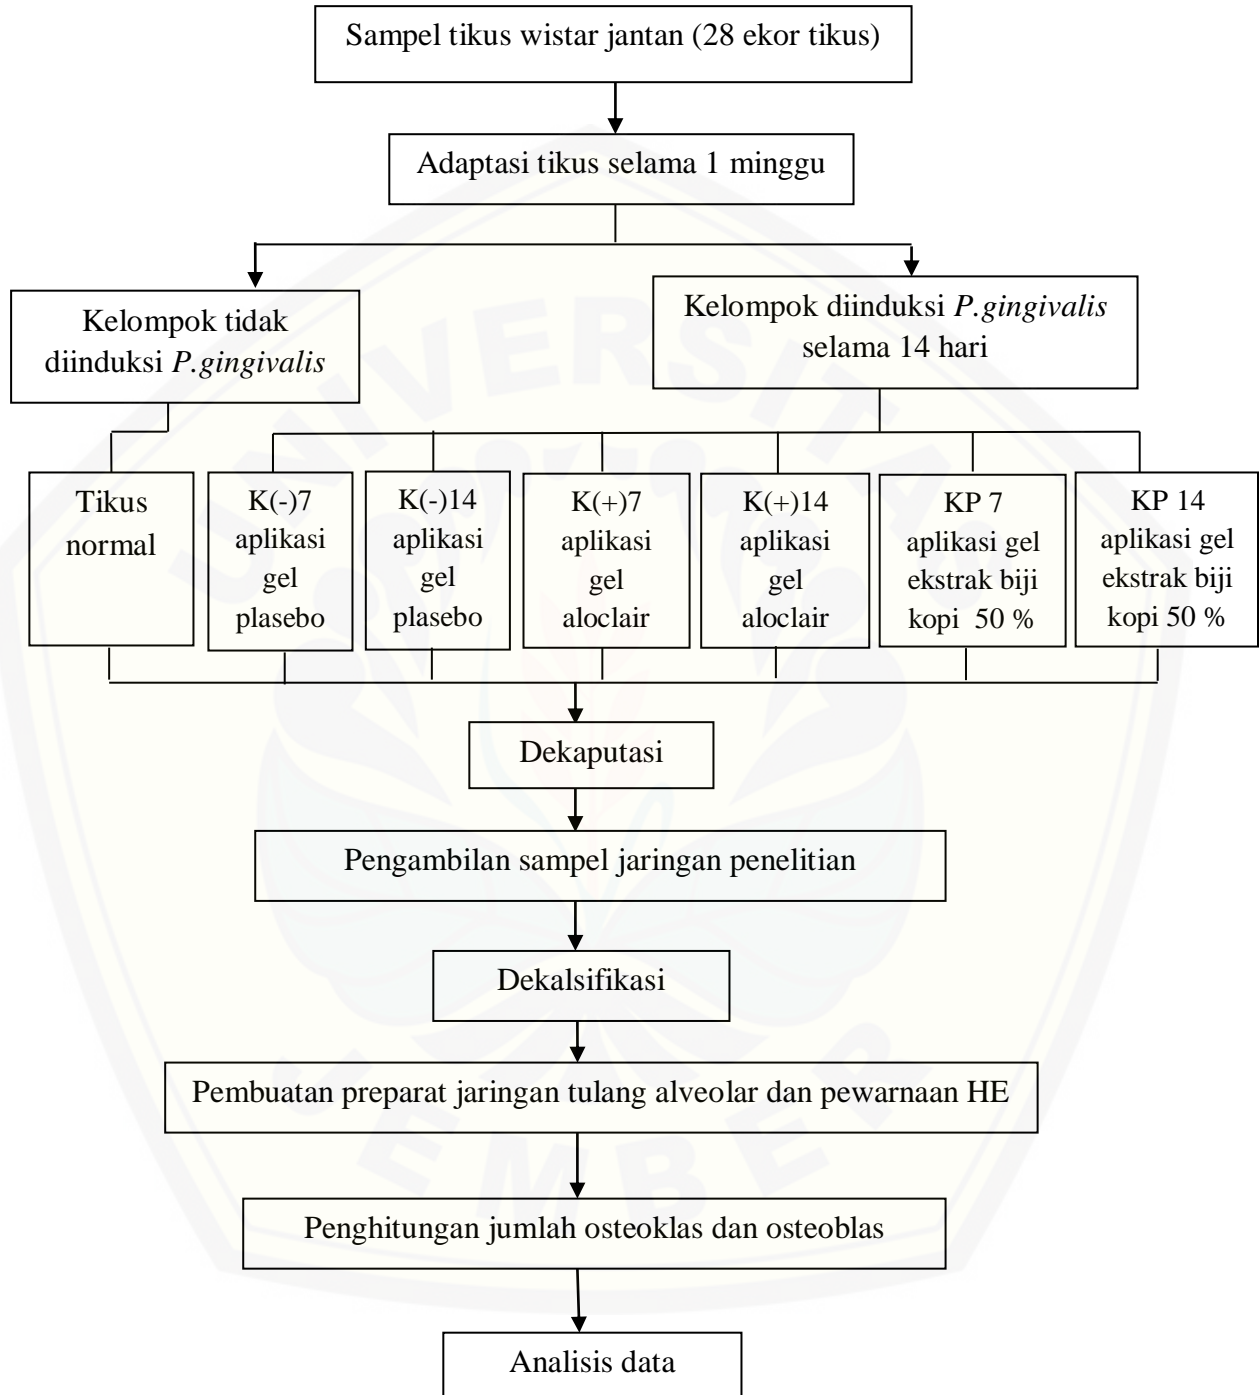 Sampel tikus wistar jantan (28 ekor tikus)
Adaptasi tikus selama 1 minggu
Kelompok tidak
diinduksi P.gingivalis
Kelompok diinduksi P.gingivalis
selama 14 hari
Tikus
normal
K(-)7
aplikasi
gel
plasebo
K(-)14
aplikasi
gel
plasebo
K(+)7
aplikasi
gel
aloclair
K(+)14
aplikasi
gel
aloclair
KP 7
aplikasi gel
ekstrak biji
kopi 50 %
KP 14
aplikasi gel
ekstrak biji
kopi 50 %
Dekaputasi
Pengambilan sampel jaringan penelitian
Dekalsifikasi
Pembuatan preparat jaringan tulang alveolar dan pewarnaan HE
Penghitungan jumlah osteoklas dan osteoblas
Analisis data
UNIVERSITAS
JEMBER